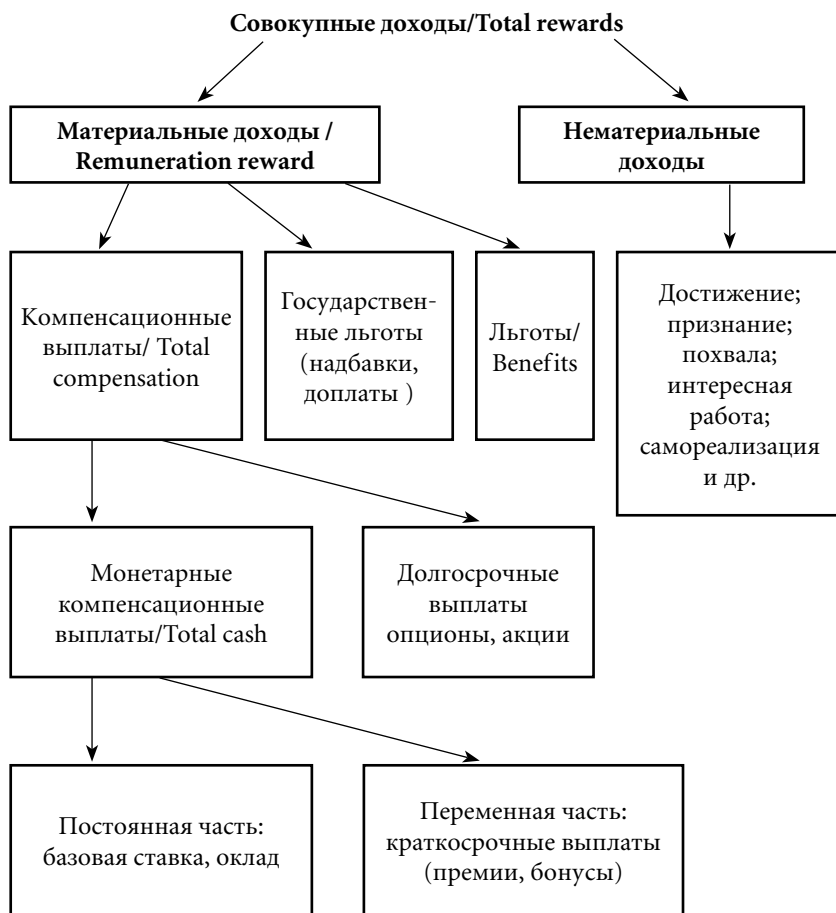 Совокупные доходы/Total rewards
Материальные доходы /
Remuneration reward
Нематериальные
доходы
Компенсационные
выплаты/ Total
compensation
Государствен-
ные льготы
(надбавки,
доплаты )
Льготы/
Benefits
Достижение;
признание;
похвала;
интересная
работа;
самореализация
и др.
Монетарные
компенсационные
выплаты/Total cash
Долгосрочные
выплаты
опционы, акции
Постоянная часть:
базовая ставка, оклад
Переменная часть:
краткосрочные выплаты
(премии, бонусы)